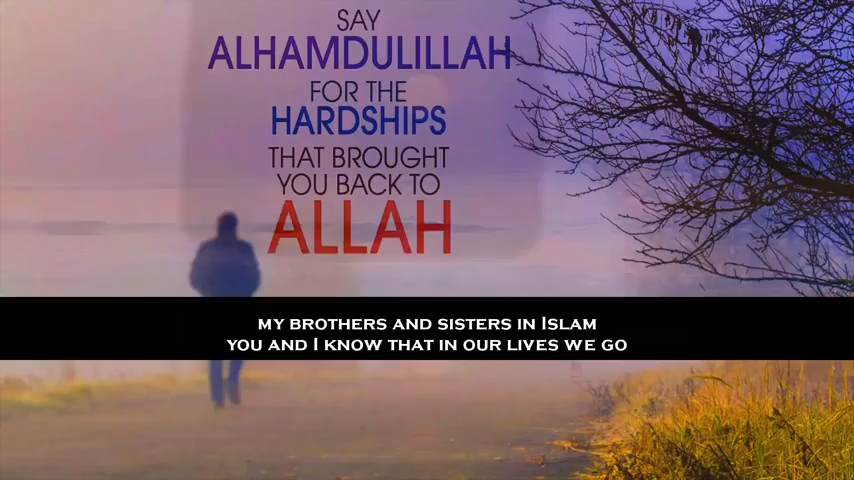 SAY
ALHAMDULILLAH
FOR THE
HARDSHIPS
THAT BROUGHT
YOU BACK TO
ALLAH
MY BROTHERS AND SISTERS IN ISLAM
YOU AND I KNOW THAT IN OUR LIVES WE GO